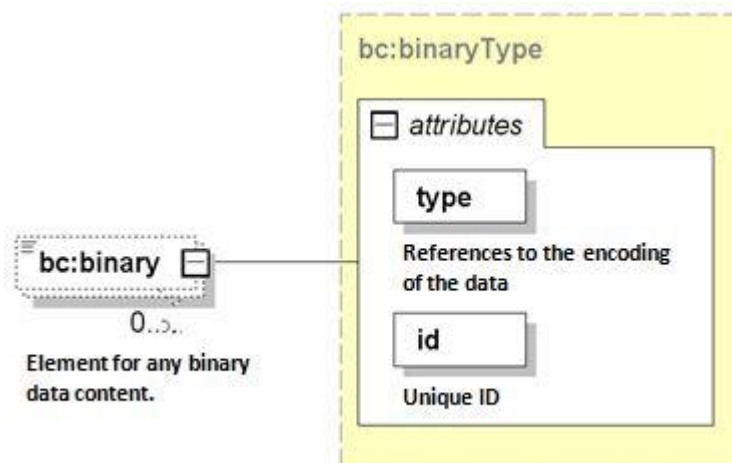 bc:binaryType
attributes
type
References to the encoding
of the data
bc:binary
Element for any binary
data content.
id
Unique ID